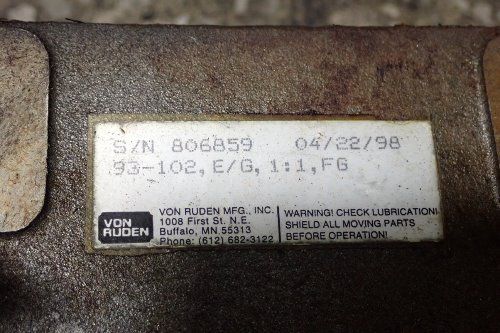 S/N 806859 04/22/98
93-102, E/G, 1:1, FG
VON
RUDEN
VON RUDEN MFG., INC.
1008 First St. N.E.
Buffalo, MN 55313
Phone: (612) 682-3122
WARNING! CHECK LUBRICATION!
SHIELD ALL MOVING PARTS
BEFORE OPERATION!